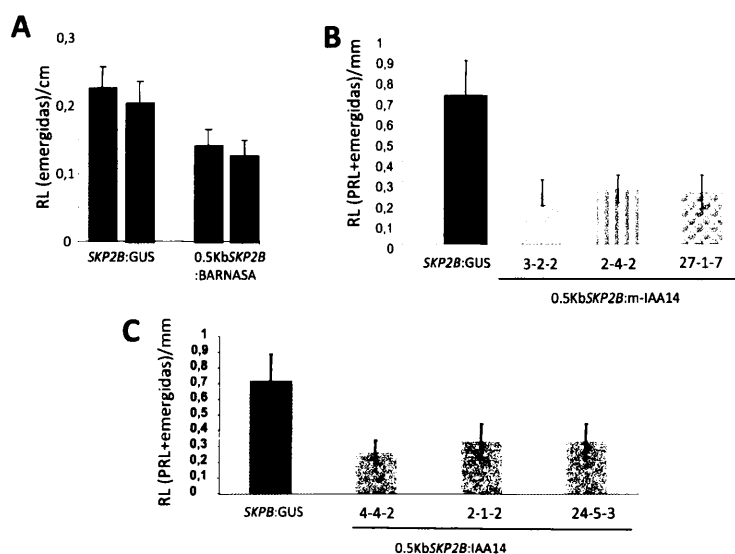 A
RL (emergidas)/cm
0,3
0,2
0,1
0
SKP2B:GUS
0.5KbSKP2B
:BARNASA
B
RL (PRL+emergidas)/mm
1
0,9
0,8
0,7
0,6
0,5
0,4
0,3
0,2
0,1
0
SKP2B:GUS
3-2-2
2-4-2
27-1-7
0.5KbSKP2B:m-IAA14
C
RL (PRL+emergidas)/mm
1
0,9
0,8
0,7
0,6
0,5
0,4
0,3
0,2
0,1
0
SKPB:GUS
4-4-2
2-1-2
24-5-3
0.5KbSKP2B:IAA14